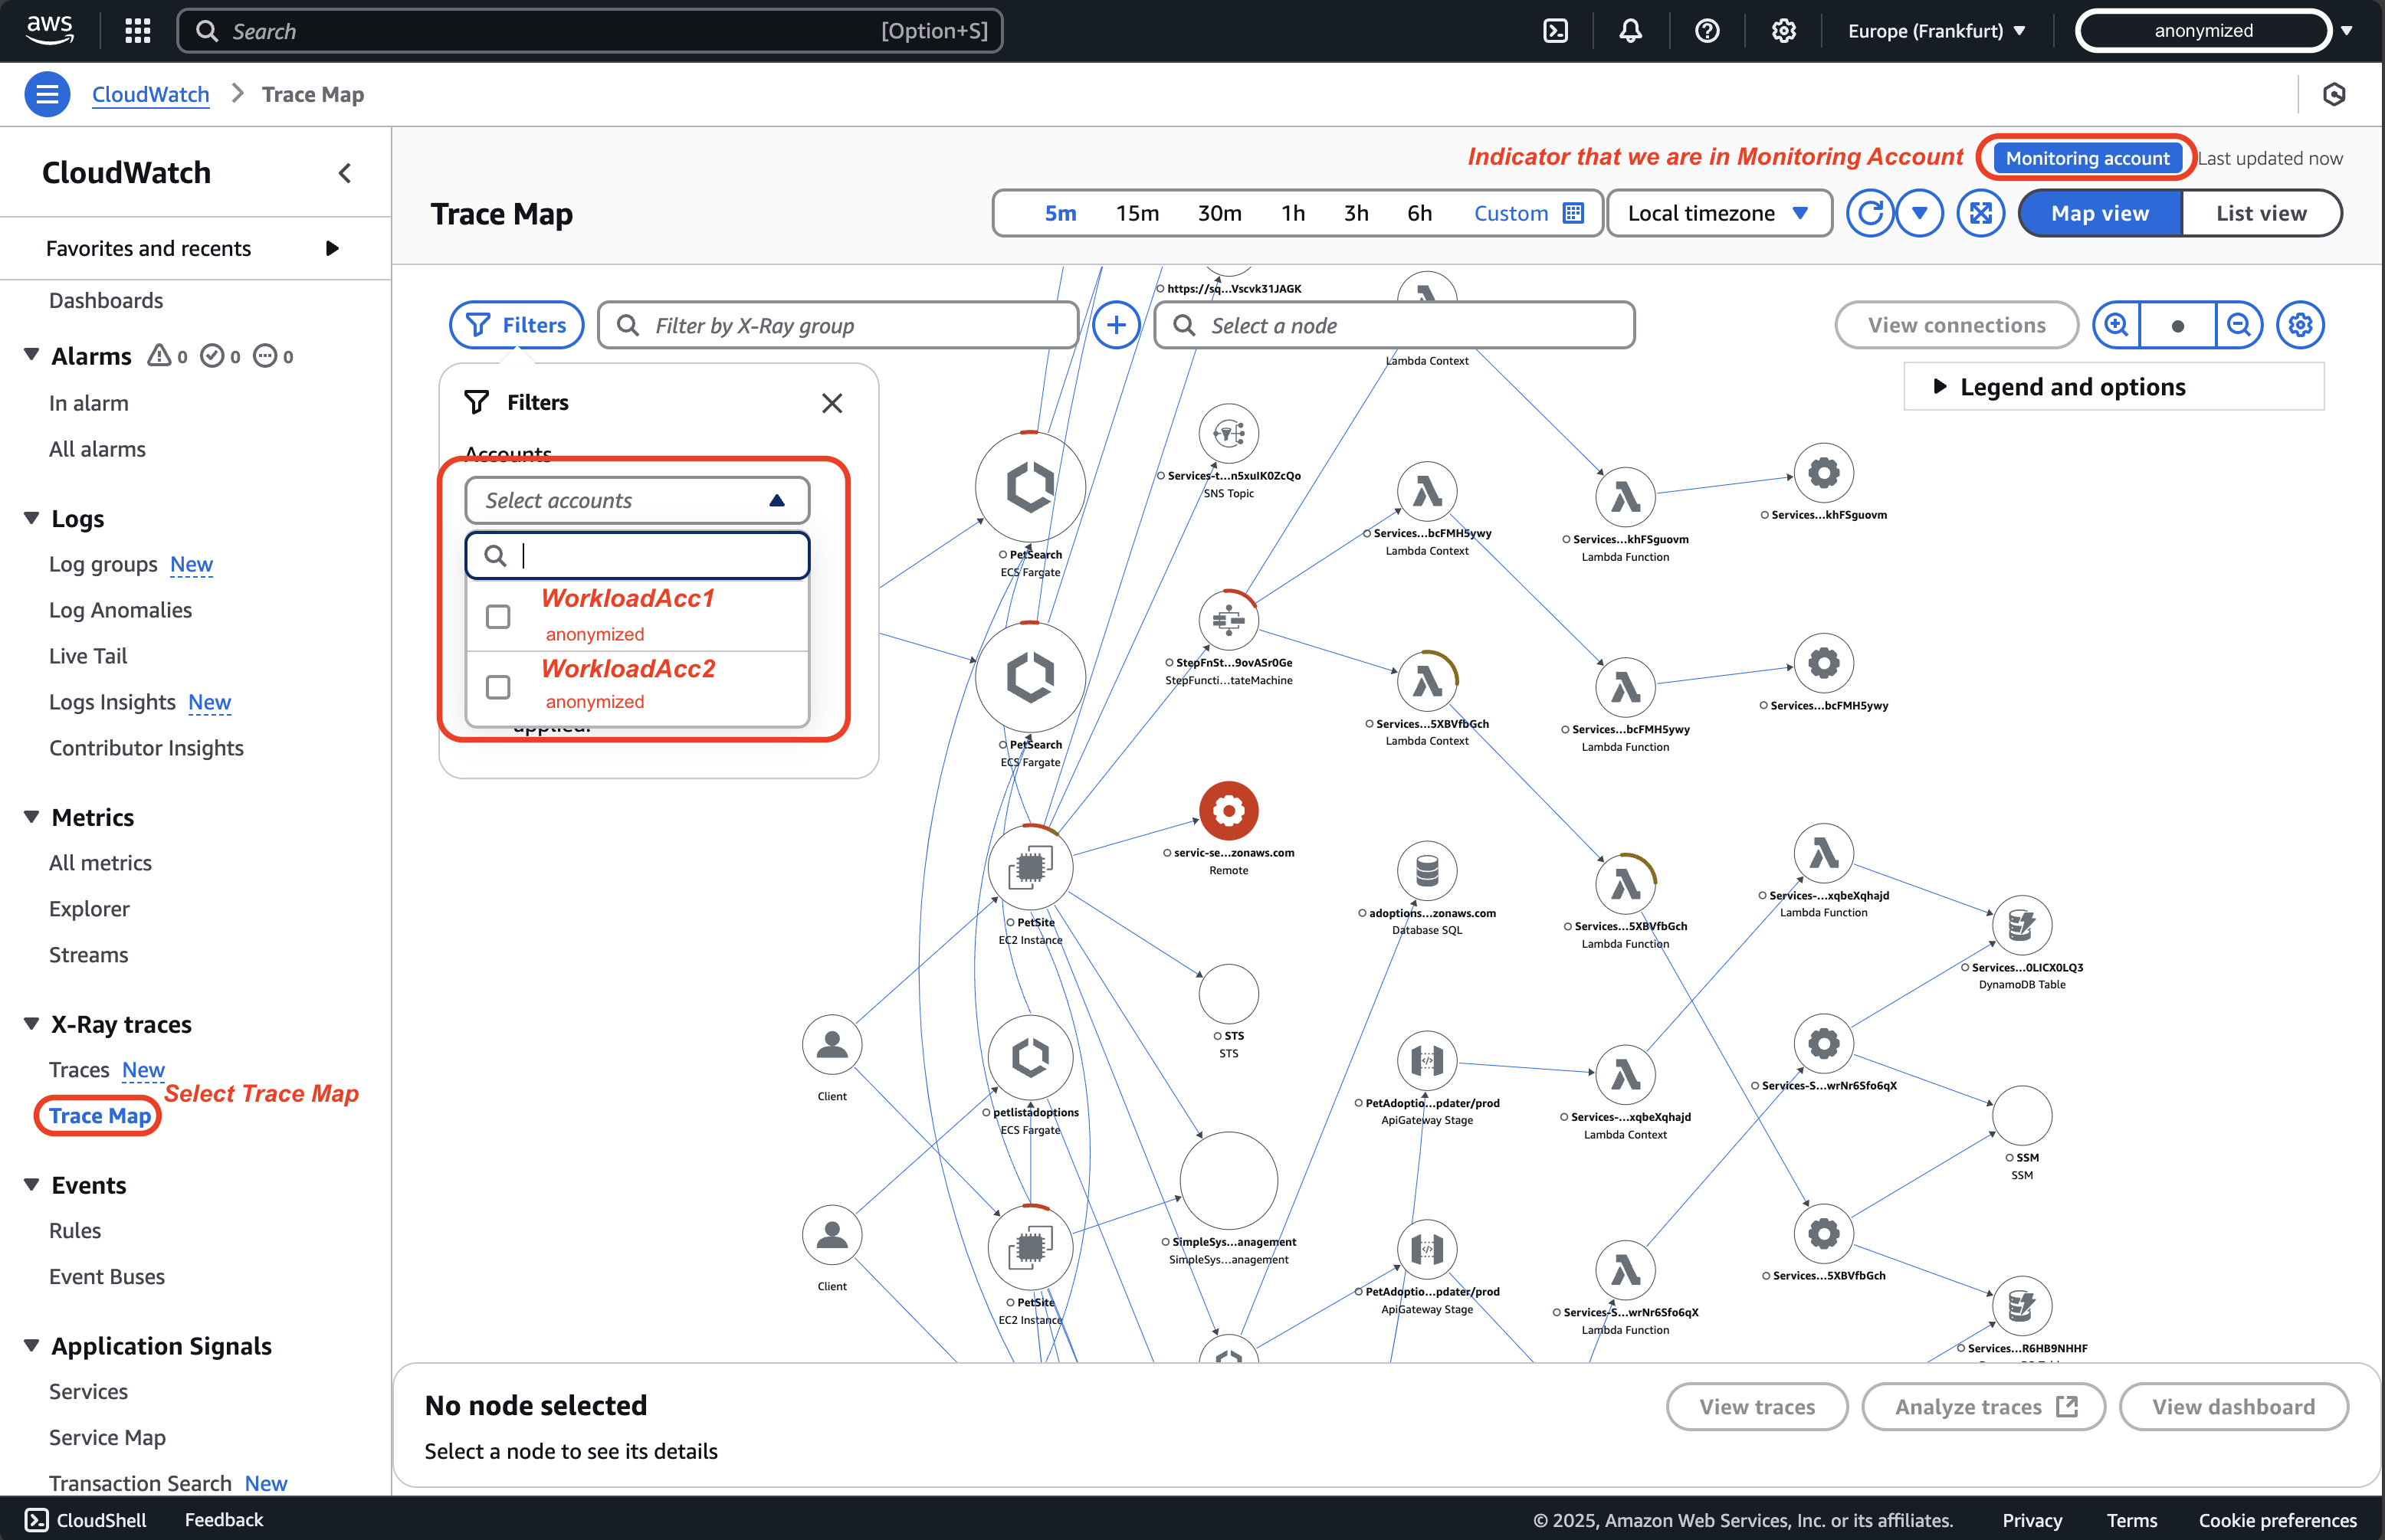 aws
Search
[Option+S]
Europe (Frankfurt)
anonymized
CloudWatch
Trace Map
CloudWatch
Favorites and recents
Dashboards
Alarms 0 0 0
In alarm
All alarms
Logs
Log groups New
Log Anomalies
Live Tail
Logs Insights New
Contributor Insights
Metrics
All metrics
Explorer
Streams
X-Ray traces
Traces New
Select Trace Map
Trace Map
Events
Rules
Event Buses
Application Signals
Services
Service Map
Transaction Search New
Indicator that we are in Monitoring Account
Monitoring account
Last updated now
Trace Map
5m 15m 30m 1h 3h 6h Custom
Local timezone
Map view
List view
Filters
Filter by X-Ray group
Select a node
View connections
Legend and options
Filters
Accounts
Select accounts
WorkloadAcc1
anonymized
WorkloadAcc2
anonymized
applied.
https://sq...Vscvk31JAGK
Lambda Context
PetSearch
ECS Fargate
Services-t...n5xuIK0ZcQo
SNS Topic
Services...bcFMH5ywy
Lambda Context
Services...khFSguovm
Lambda Function
Services...khFSguovm
PetSearch
ECS Fargate
StepFnSt...9ovASr0Ge
StepFuncti...tateMachine
Services...5XBVfbGch
Lambda Context
Services...bcFMH5ywy
Lambda Function
Services...bcFMH5ywy
PetSite
EC2 Instance
servic-se...zonaws.com
Remote
adoptions...zonaws.com
Database SQL
Services...5XBVfbGch
Lambda Function
Services-...xqbeXqhajd
Lambda Function
Services...0LICX0LQ3
DynamoDB Table
Client
petlistadoptions
ECS Fargate
STS
STS
PetAdoptio...pdater/prod
ApiGateway Stage
Services-...xqbeXqhajd
Lambda Context
Services-S...wrNr6Sfo6qX
SSM
SSM
Client
PetSite
EC2 Instance
SimpleSys...anagement
SimpleSys...anagement
PetAdoptio...pdater/prod
ApiGateway Stage
Services-S...wrNr6Sfo6qX
Lambda Function
Services...5XBVfbGch
Services...R6HB9NHHF
No node selected
Select a node to see its details
View traces
Analyze traces
View dashboard
CloudShell
Feedback
© 2025, Amazon Web Services, Inc. or its affiliates.
Privacy
Terms
Cookie preferences